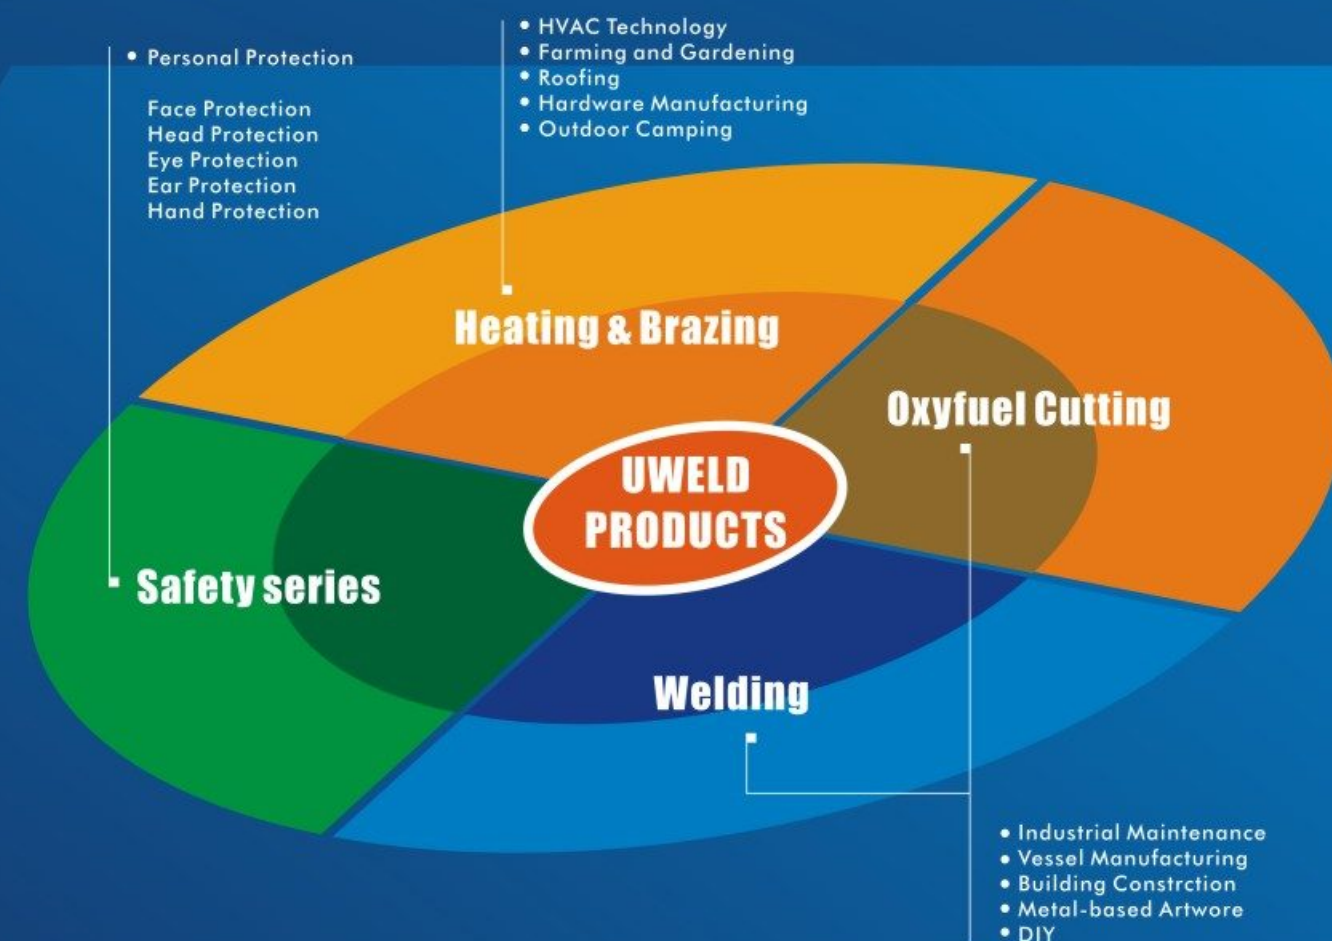 • Personal Protection
Face Protection
Head Protection
Eye Protection
Ear Protection
Hand Protection
• HVAC Technology
• Farming and Gardening
• Roofing
• Hardware Manufacturing
• Outdoor Camping
Heating & Brazing
Oxyfuel Cutting
UWELD
PRODUCTS
Safety series
Welding
• Industrial Maintenance
• Vessel Manufacturing
• Building Constrction
• Metal-based Artwore
• DIY